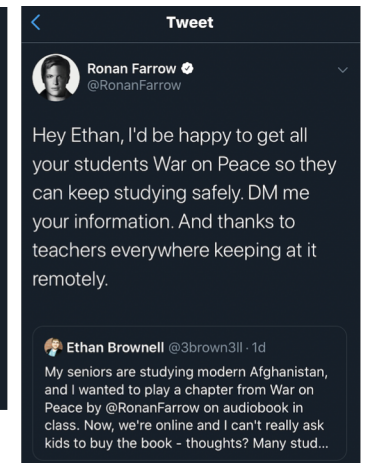 Tweet
Ronan Farrow
@RonanFarrow
Hey Ethan, I'd be happy to get all
your students War on Peace so they
can keep studying safely. DM me
your information. And thanks to
teachers everywhere keeping at it
remotely.
Ethan Brownell @3brown3ll · 1d
My seniors are studying modern Afghanistan,
and I wanted to play a chapter from War on
Peace by @RonanFarrow on audiobook in
class. Now, we're online and I can't really ask
kids to buy the book - thoughts? Many stud...